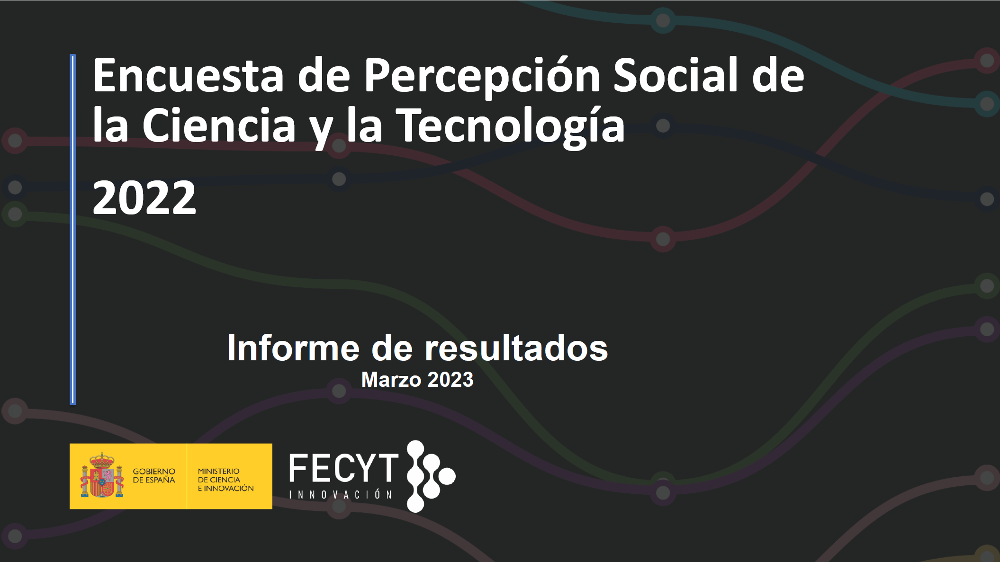 Encuesta de Percepción Social de
la Ciencia y la Tecnología
2022
Informe de resultados
Marzo 2023
GOBIERNO
DE ESPAÑA
MINISTERIO
DE CIENCIA
E INNOVACIÓN
FECYT
INNOVACIÓN